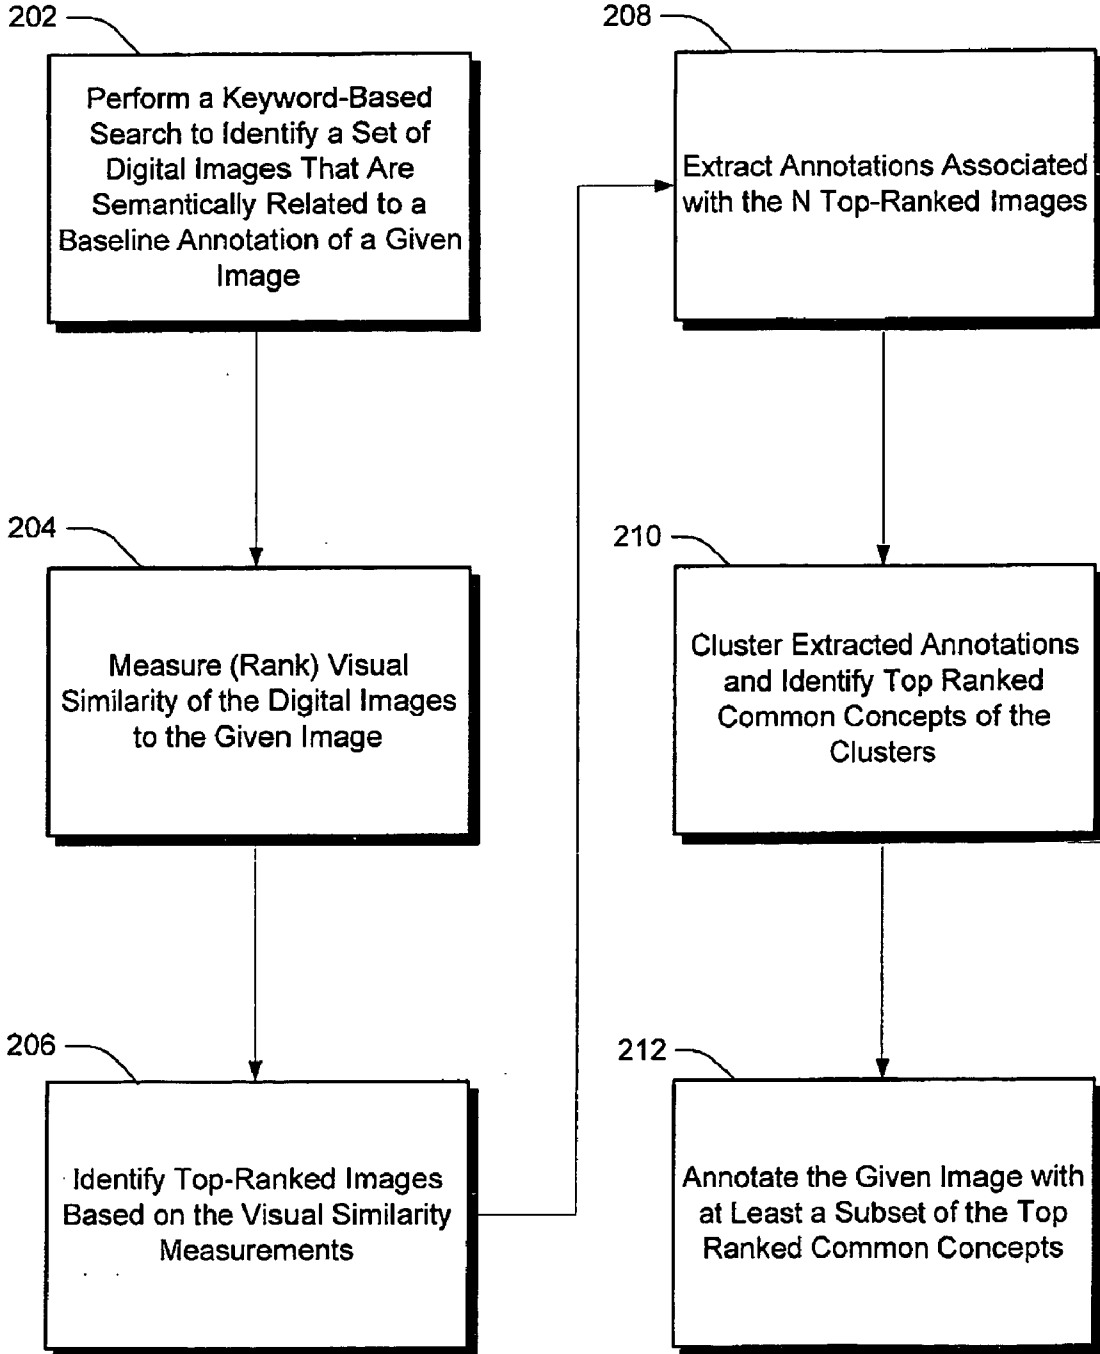 202
Perform a Keyword-Based
Search to Identify a Set of
Digital Images That Are
Semantically Related to a
Baseline Annotation of a Given
Image
204
Measure (Rank) Visual
Similarity of the Digital Images
to the Given Image
206
Identify Top-Ranked Images
Based on the Visual Similarity
Measurements
208
Extract Annotations Associated
with the N Top-Ranked Images
210
Cluster Extracted Annotations
and Identify Top Ranked
Common Concepts of the
Clusters
212
Annotate the Given Image with
at Least a Subset of the Top
Ranked Common Concepts